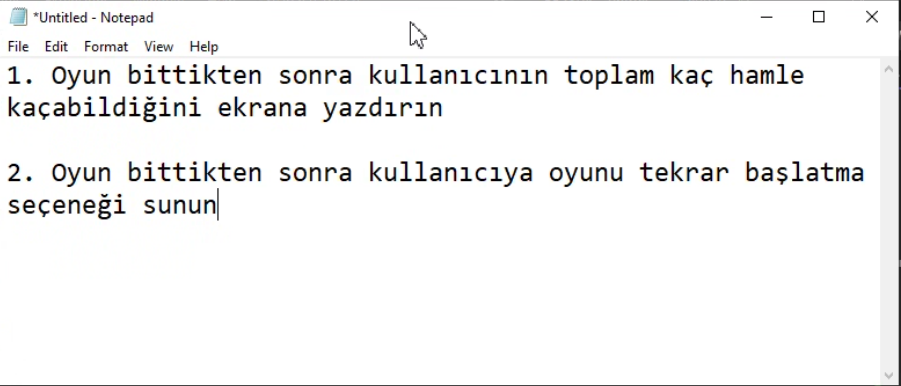 *Untitled - Notepad
File Edit Format View Help
1. Oyun bittikten sonra kullanıcının toplam kaç hamle
kaçabildiğini ekrana yazdırın
2. Oyun bittikten sonra kullanıcıya oyunu tekrar başlatma
seçeneği sunun